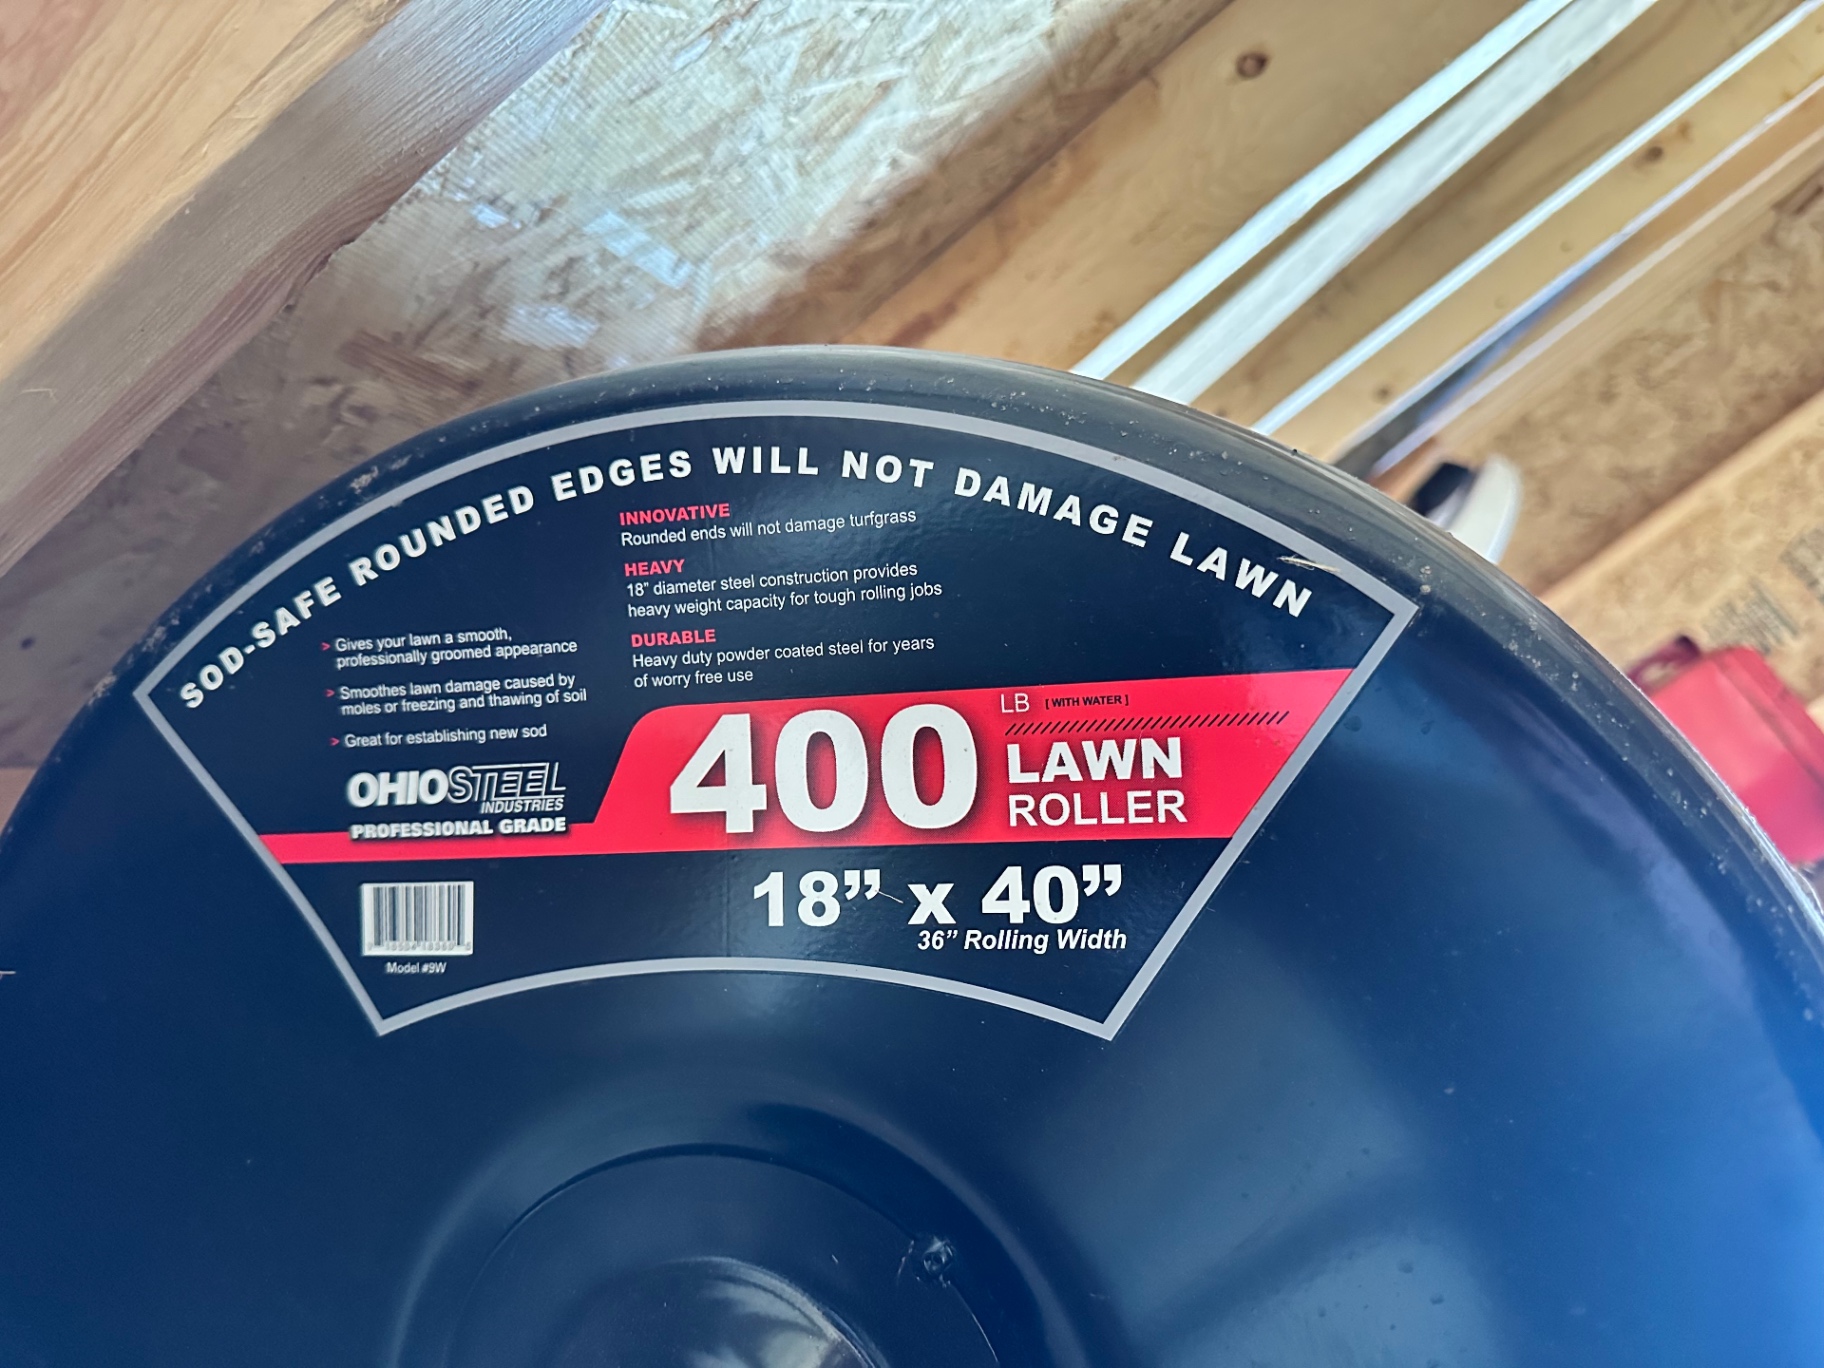 SOD-SAFE ROUNDED EDGES WILL NOT DAMAGE LAWN
> Gives your lawn a smooth,
professionally groomed appearance
> Smoothes lawn damage caused by
moles or freezing and thawing of soil
> Great for establishing new sod
INNOVATIVE
Rounded ends will not damage turfgrass
HEAVY
18” diameter steel construction provides
heavy weight capacity for tough rolling jobs
DURABLE
Heavy duty powder coated steel for years
of worry free use
OHIOSTEEL
INDUSTRIES
PROFESSIONAL GRADE
400
LB [ WITH WATER ]
LAWN
ROLLER
18” x 40”
36” Rolling Width
Model #9W